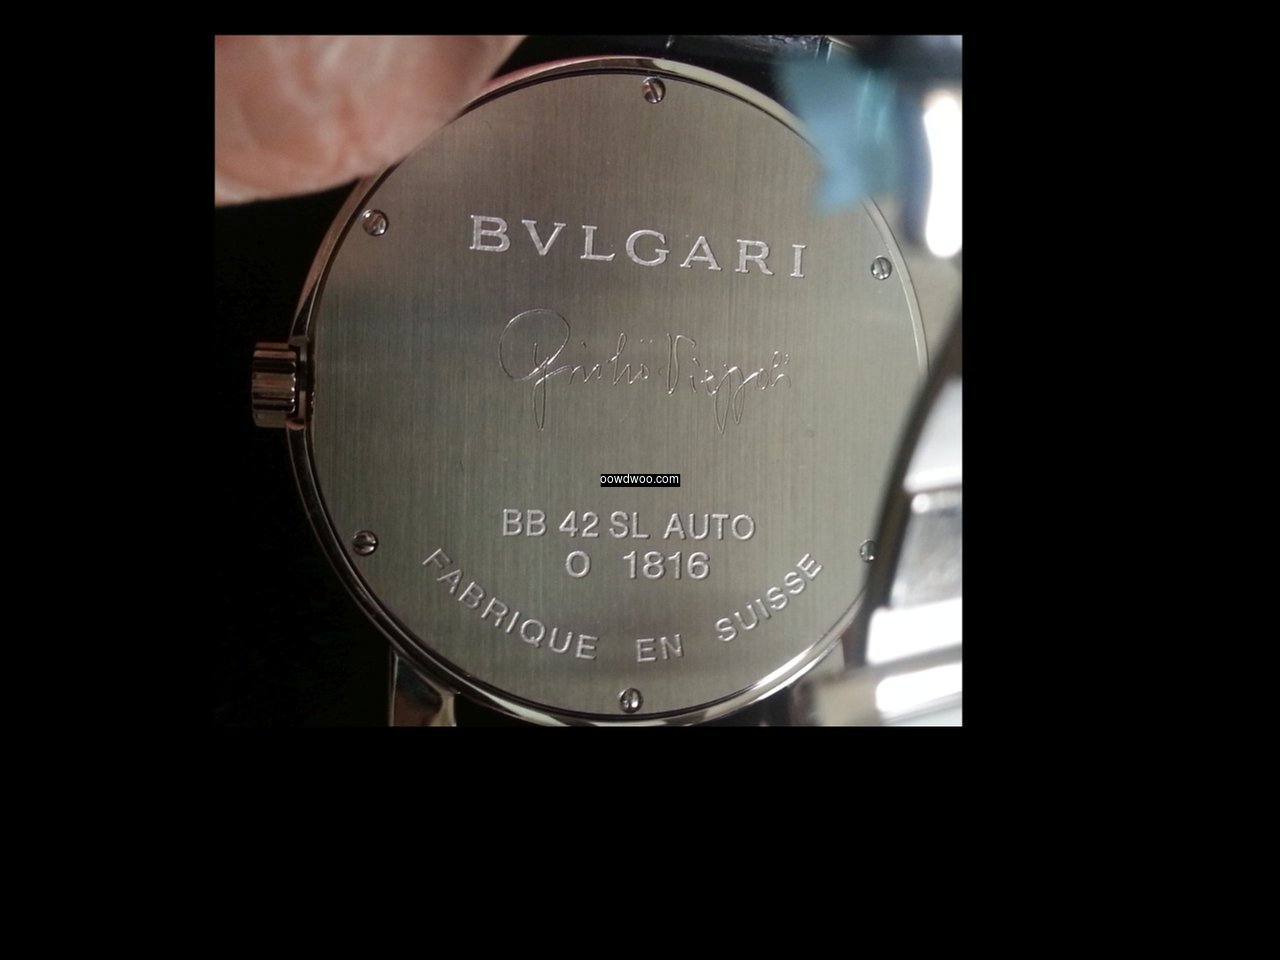 BVLGARI
oowdwoo.com
BB 42 SL AUTO
O 1816
FABRIQUE EN SUISSE